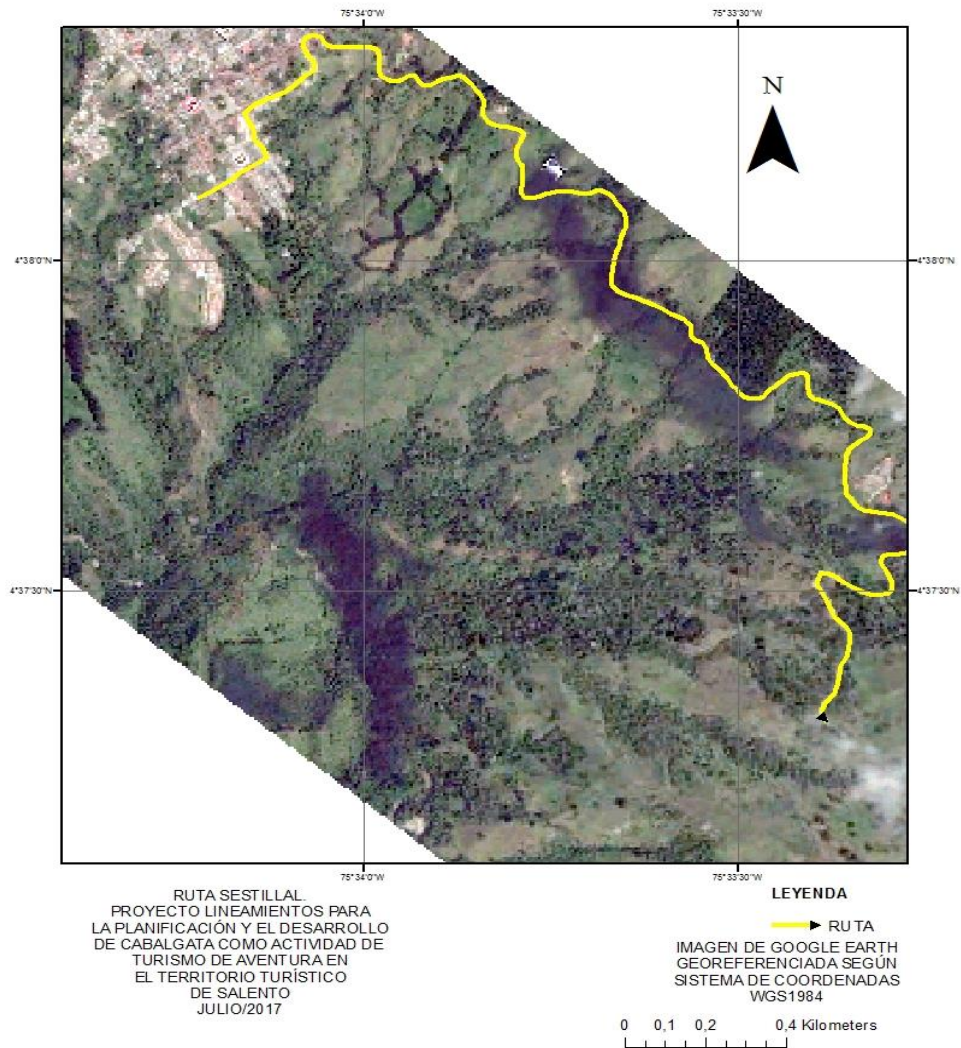 75°34'0"W
75°33'30"W
N
4°38'0"N
4°38'0"N
4°37'30"N
4°37'30"N
75°34'0"W
75°33'30"W
RUTA SESTILLAL.
PROYECTO LINEAMIENTOS PARA
LA PLANIFICACIÓN Y EL DESARROLLO
DE CABALGATA COMO ACTIVIDAD DE
TURISMO DE AVENTURA EN
EL TERRITORIO TURÍSTICO
DE SALENTO
JULIO/2017
LEYENDA
RUTA
IMAGEN DE GOOGLE EARTH
GEOREFERENCIADA SEGÚN
SISTEMA DE COORDENADAS
WGS1984
0 0,1 0,2 0,4 Kilometers